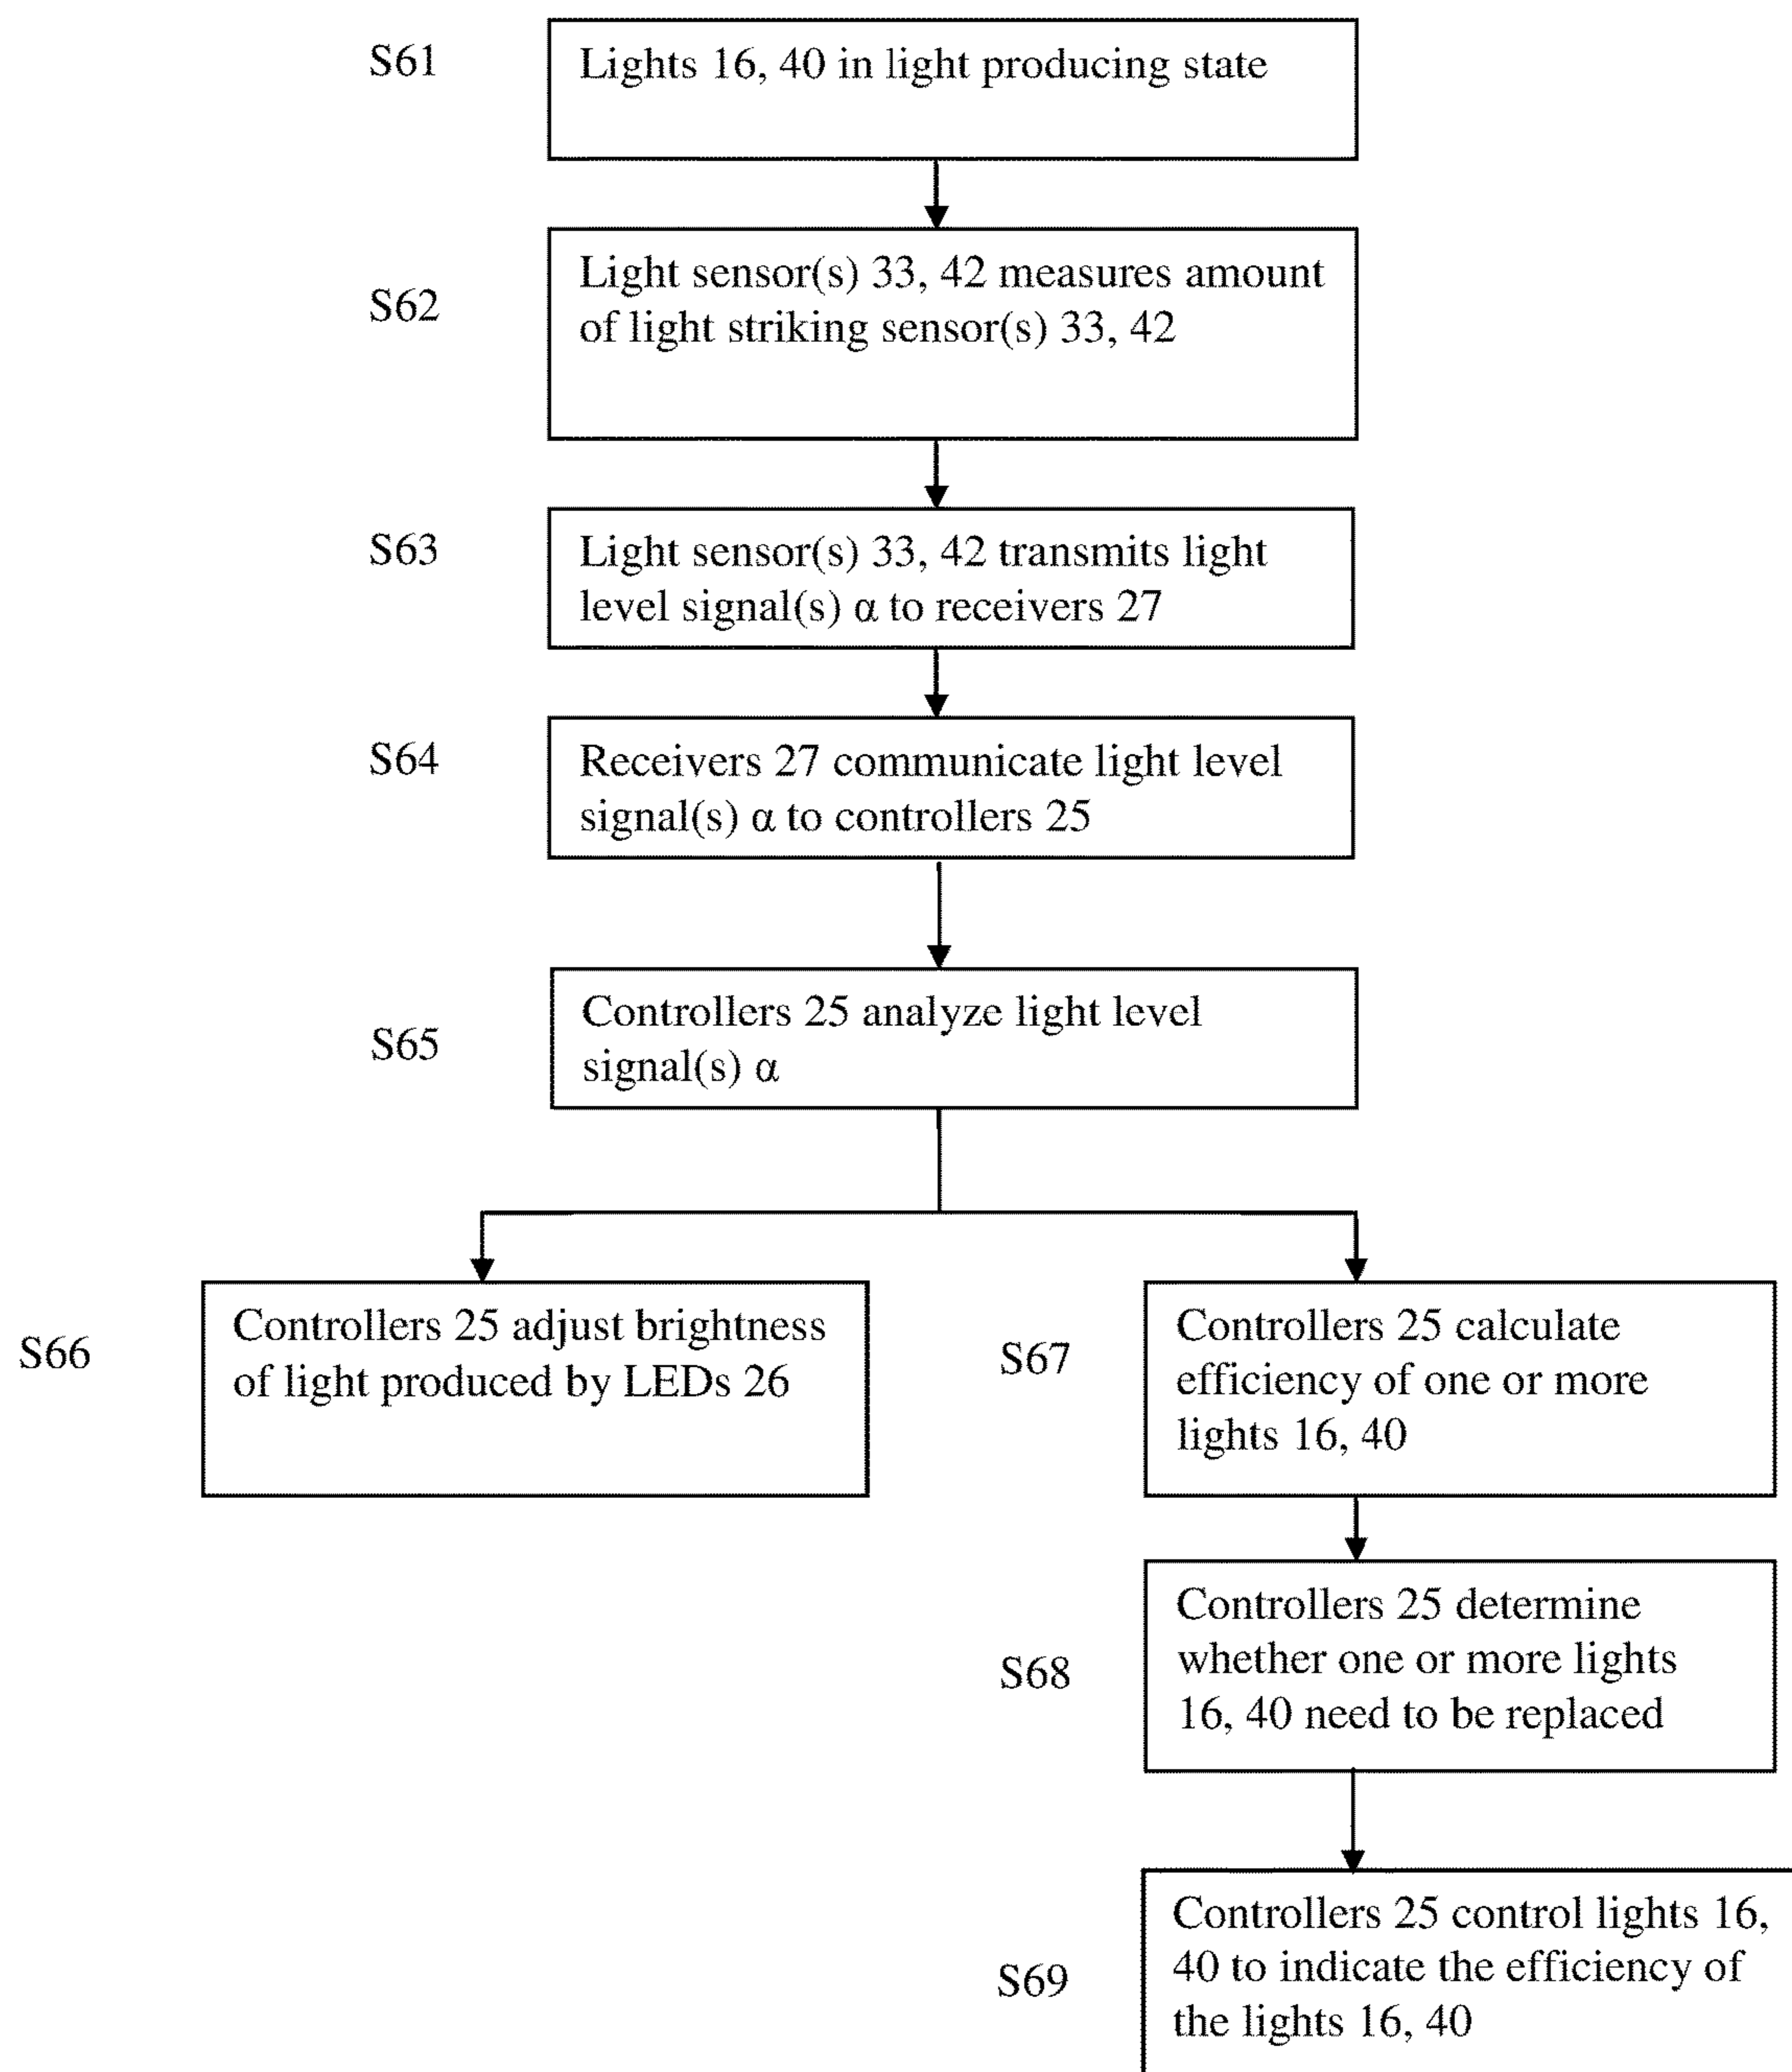 S61
Lights 16, 40 in light producing state
S62
Light sensor(s) 33, 42 measures amount
of light striking sensor(s) 33, 42
S63
Light sensor(s) 33, 42 transmits light
level signal(s) α to receivers 27
S64
Receivers 27 communicate light level
signal(s) α to controllers 25
S65
Controllers 25 analyze light level
signal(s) α
S66
Controllers 25 adjust brightness
of light produced by LEDs 26
S67
Controllers 25 calculate
efficiency of one or more
lights 16, 40
S68
Controllers 25 determine
whether one or more lights
16, 40 need to be replaced
S69
Controllers 25 control lights 16,
40 to indicate the efficiency of
the lights 16, 40